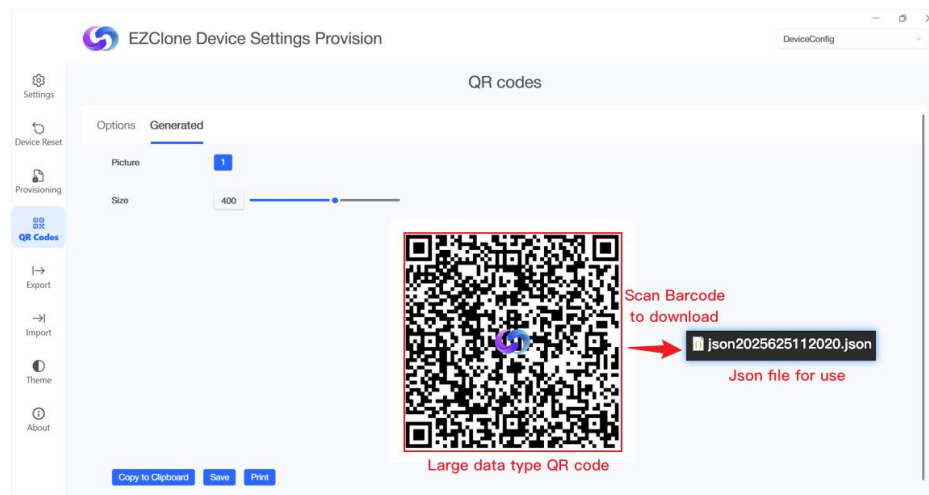 EZClone Device Settings Provision
DeviceConfig
Settings
Device Reset
Provisioning
QR Codes
Export
Import
Theme
About
QR codes
Options Generated
Picture 1
Size 400
Scan Barcode
to download
json2025625112020.json
Json file for use
Large data type QR code
Copy to Clipboard Save Print